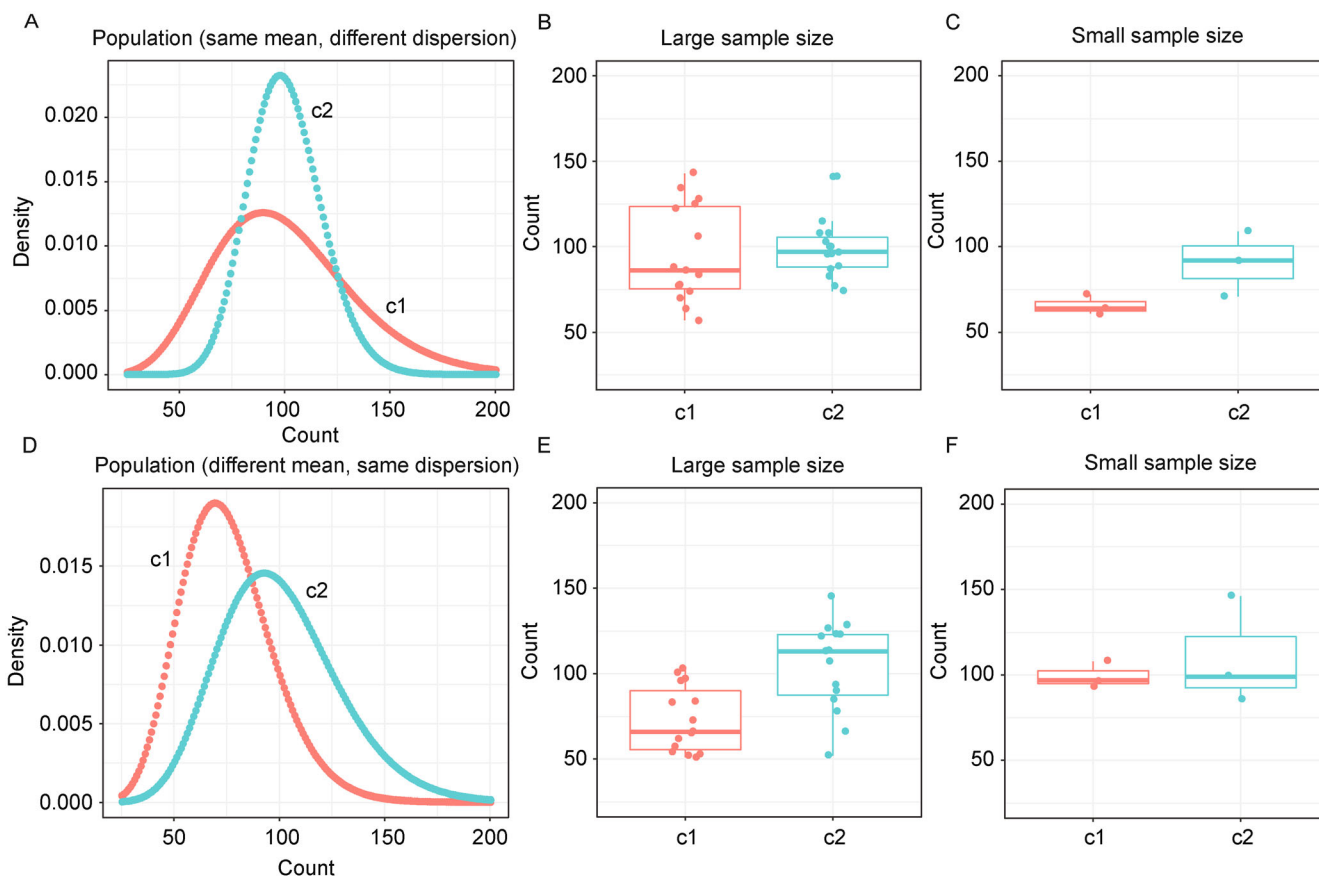 A
Population (same mean, different dispersion)
Density
0.020
0.015
0.010
0.005
0.000
c2
c1
50
100
150
200
Count
B
Large sample size
Count
200
150
100
50
c1
c2
C
Small sample size
Count
200
150
100
50
c1
c2
D
Population (different mean, same dispersion)
Density
0.015
0.010
0.005
0.000
c1
c2
50
100
150
200
Count
E
Large sample size
Count
200
150
100
50
c1
c2
F
Small sample size
Count
200
150
100
50
c1
c2